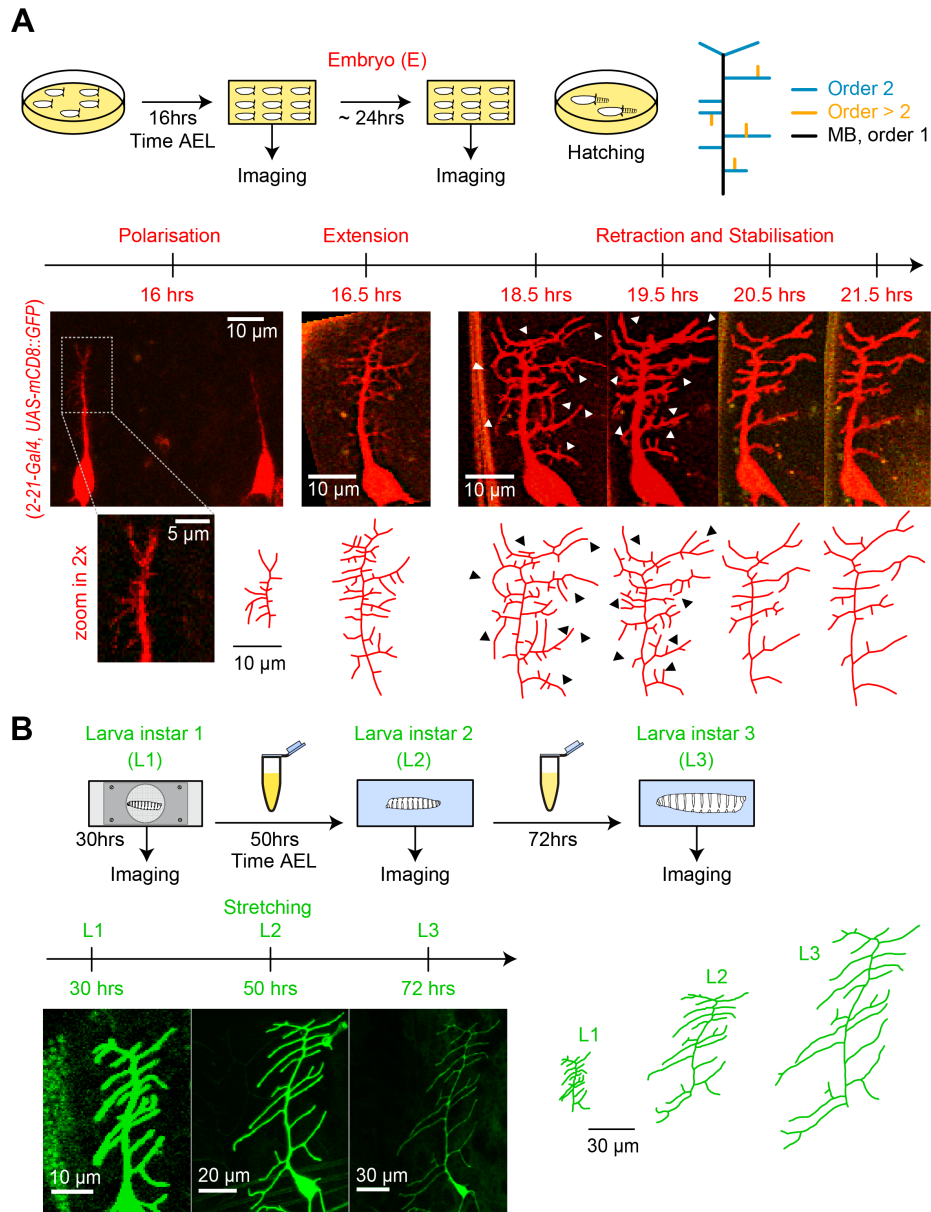 A
Embryo (E)
16hrs
Time AEL
~ 24hrs
Imaging
Imaging
Hatching
Order 2
Order > 2
MB, order 1
Polarisation
Extension
Retraction and Stabilisation
16 hrs
16.5 hrs
18.5 hrs
19.5 hrs
20.5 hrs
21.5 hrs
(2-21-Gal4, UAS-mCD8::GFP)
10 µm
10 µm
10 µm
zoom in 2x
5 µm
10 µm
B
Larva instar 1
(L1)
Larva instar 2
(L2)
Larva instar 3
(L3)
30hrs
50hrs
Time AEL
72hrs
Imaging
Imaging
Imaging
Stretching
L1
L2
L3
30 hrs
50 hrs
72 hrs
10 µm
20 µm
30 µm
L1
L2
L3
30 µm